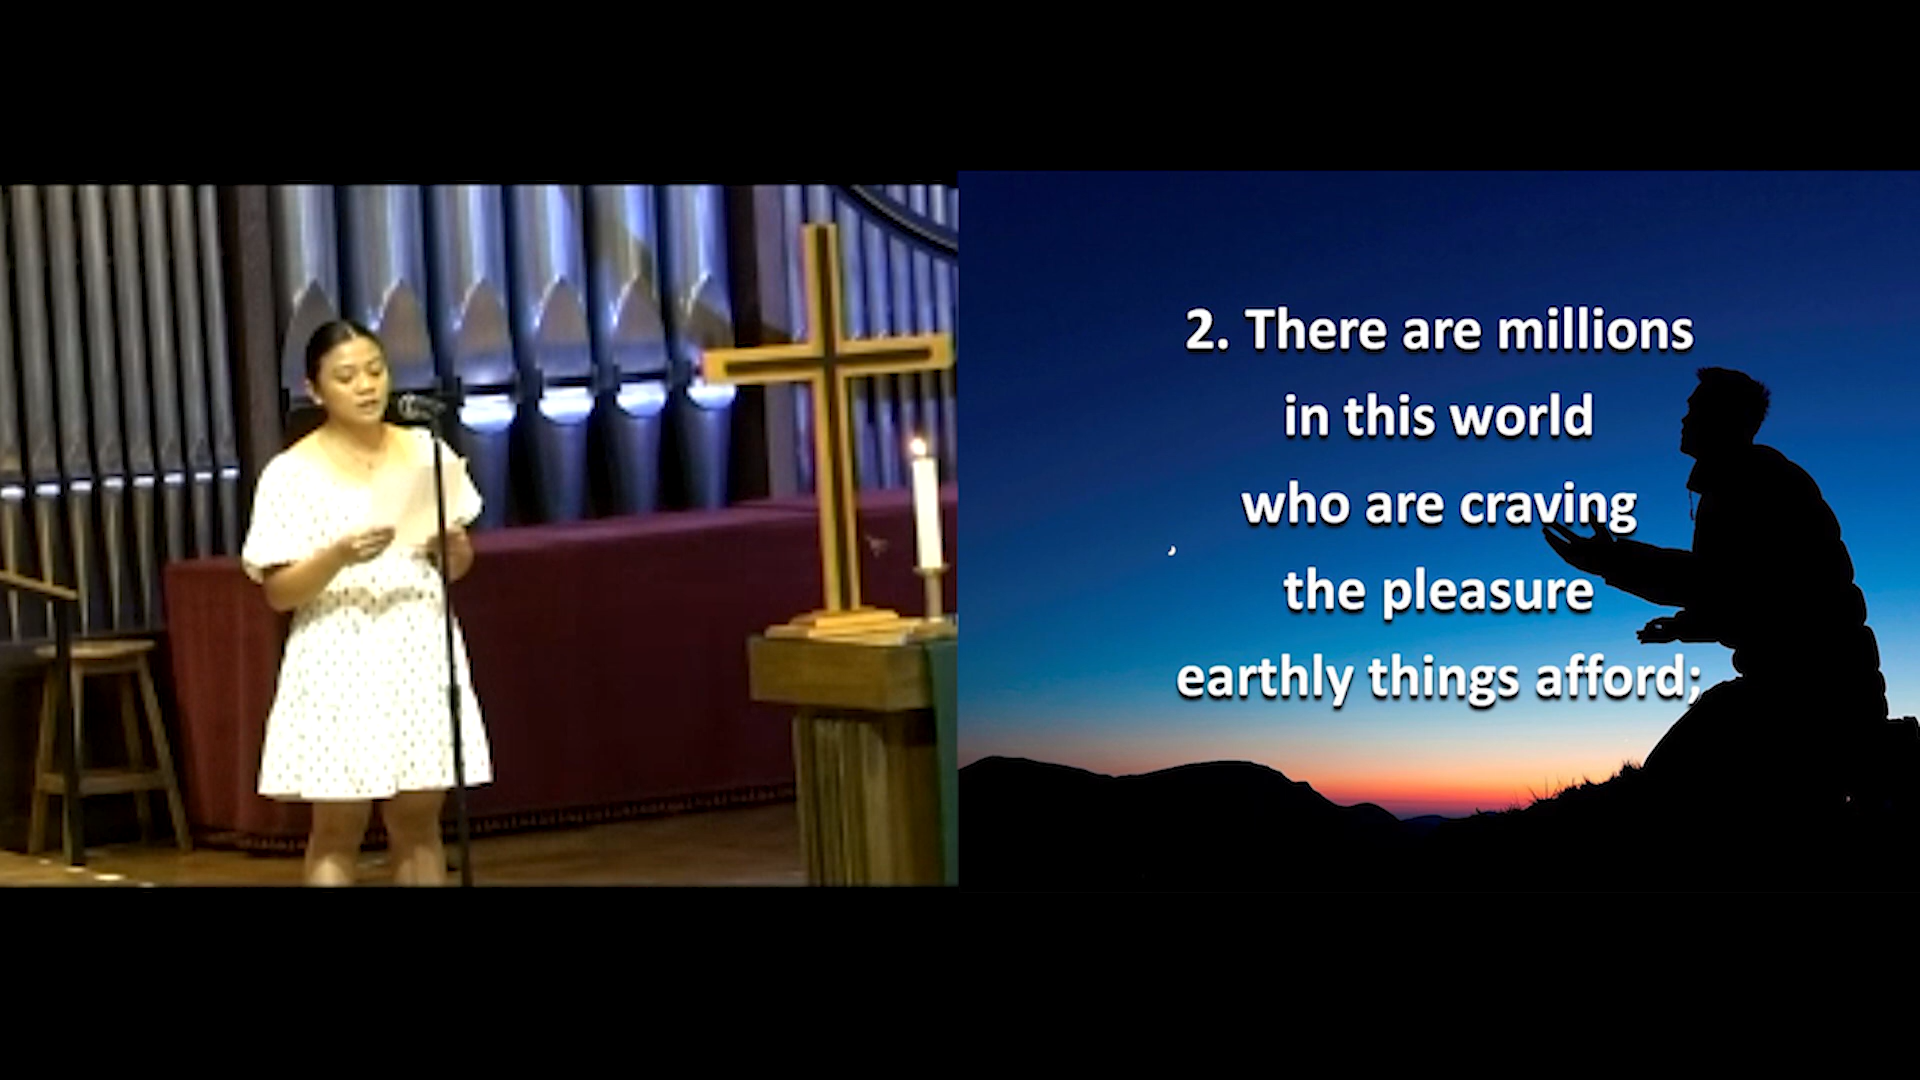 2. There are millions
in this world
who are craving
the pleasure
earthly things afford;